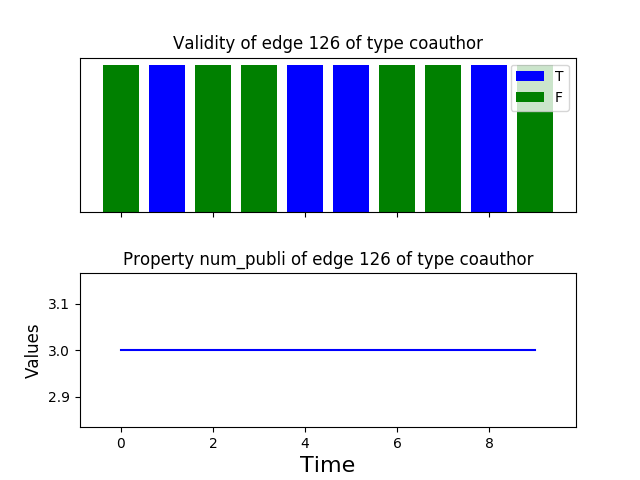 Validity of edge 126 of type coauthor
T
F
Property num_publi of edge 126 of type coauthor
3.1
3.0
2.9
Values
0 2 4 6 8
Time